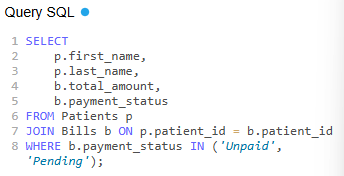 Query SQL
1 SELECT
2     p.first_name,
3     p.last_name,
4     b.total_amount,
5     b.payment_status
6 FROM Patients p
7 JOIN Bills b ON p.patient_id = b.patient_id
8 WHERE b.payment_status IN ('Unpaid',
'Pending');